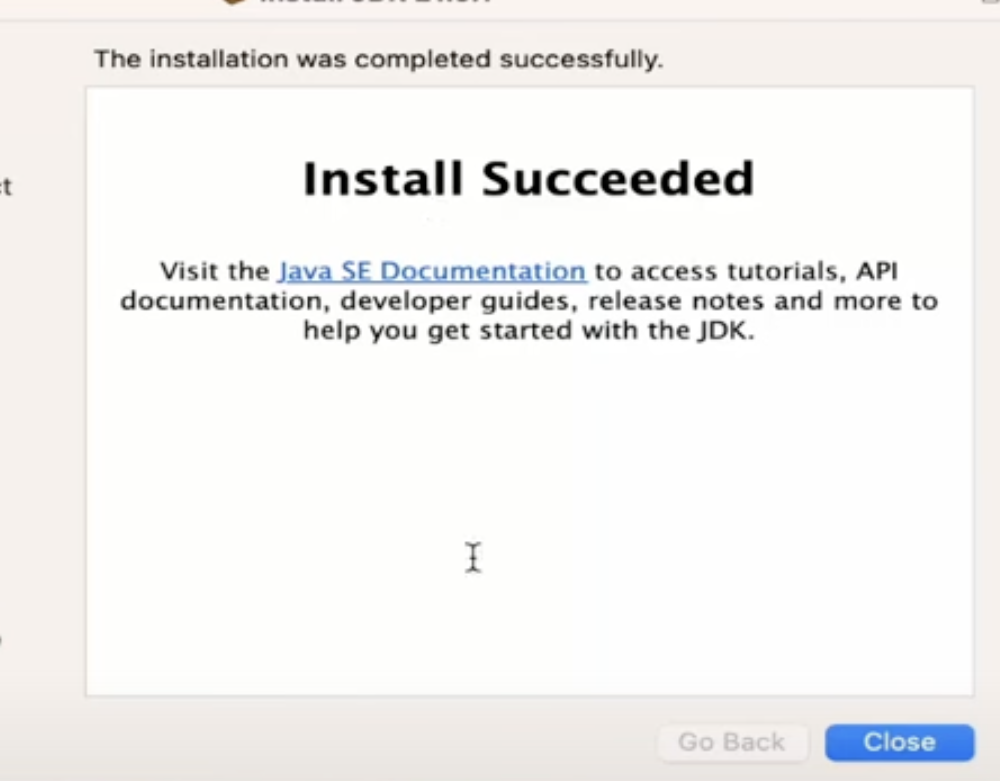 The installation was completed successfully.
Install Succeeded
Visit the Java SE Documentation to access tutorials, API
documentation, developer guides, release notes and more to
help you get started with the JDK.
Go Back
Close